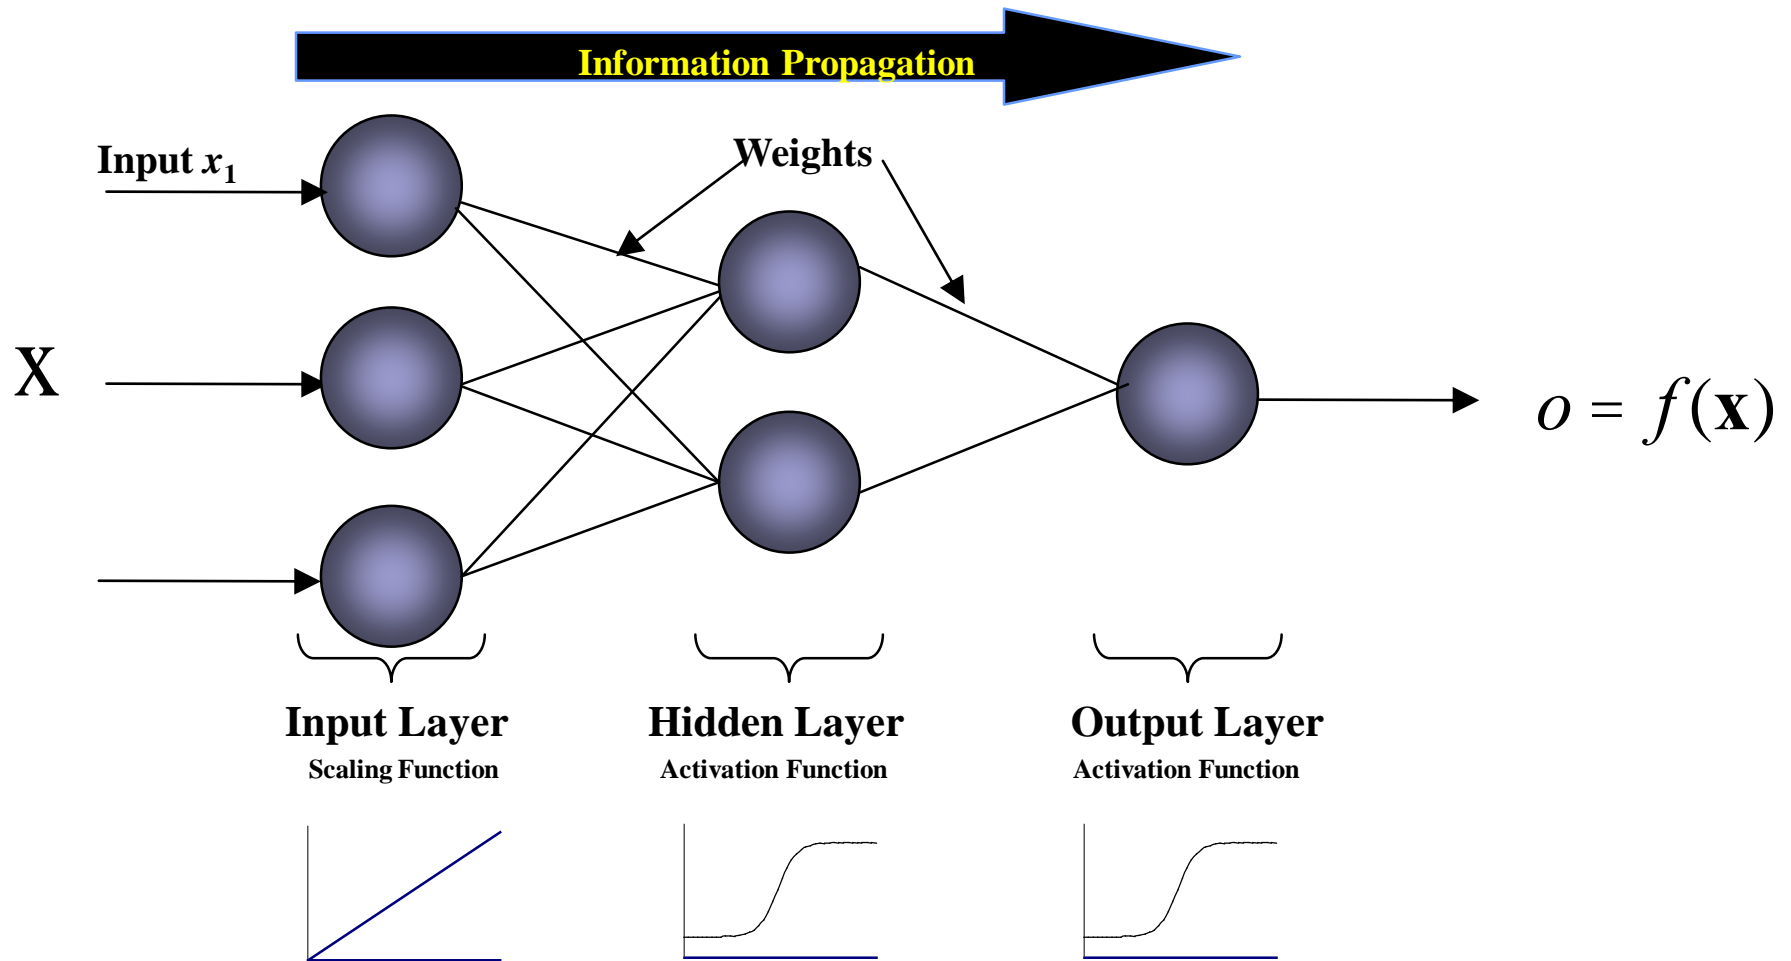 Information Propagation
Input x₁
Weights
X
o = f(x)
Input Layer
Hidden Layer
Output Layer
Scaling Function
Activation Function
Activation Function